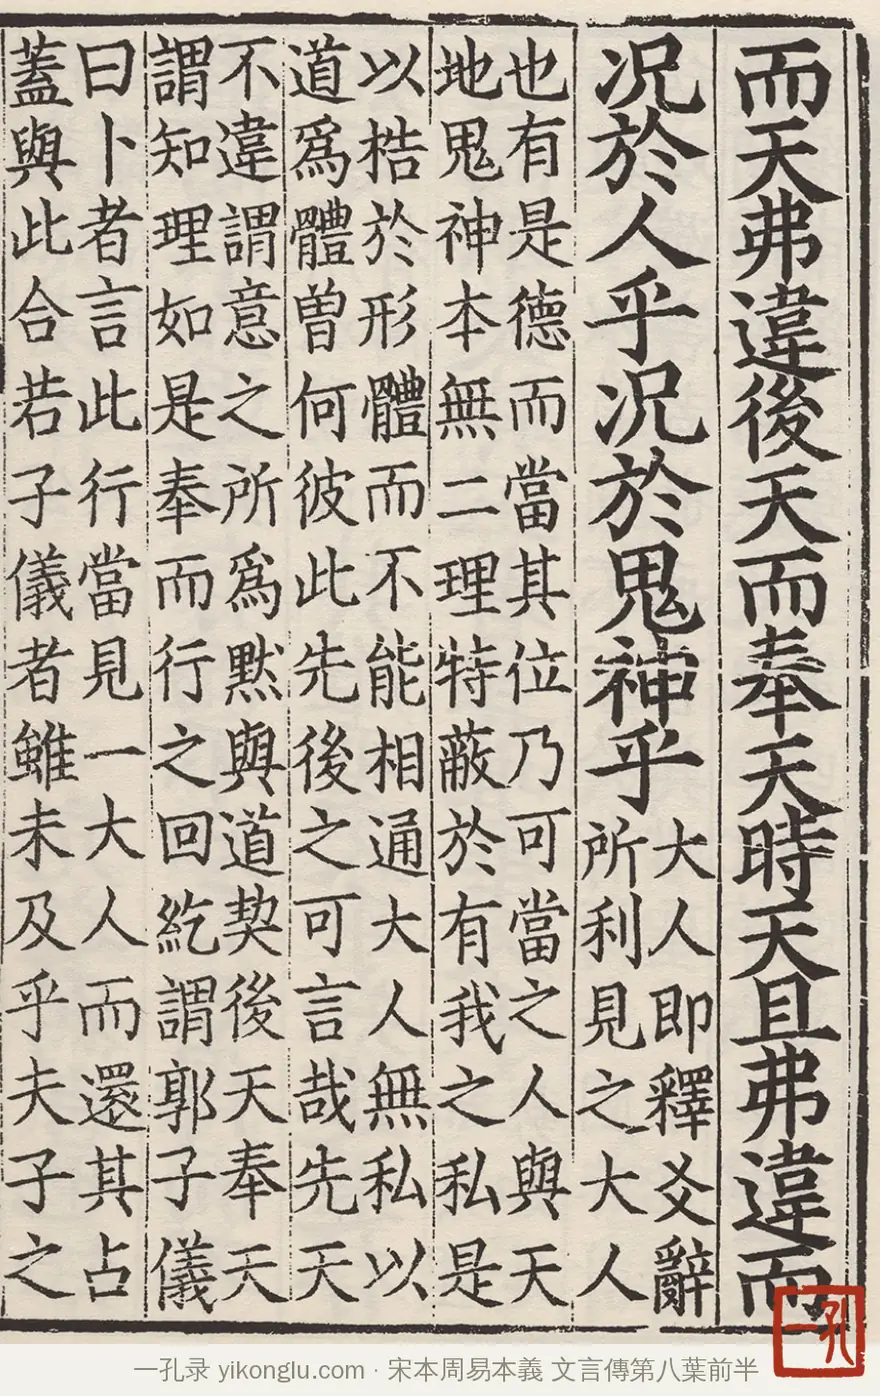 而天弗違後天而奉天時天且弗違而
况於人乎况於鬼神乎
大人即釋爻辭
所利見之大人
也有是德而當其位乃可當之人與天
地鬼神本無二理特蔽於有我之私是
以梏於形體而不能相通大人無私以
道爲體曽何彼此先後之可言哉先天
不違謂意之所爲黙與道契後天奉天
謂知理如是奉而行之回紇謂郭子儀
曰卜者言此行當見一大人而還其占
蓋與此合若子儀者雖未及乎夫子之
一孔
一孔录 yikonglu.com · 宋本周易本義 文言傳第八葉前半